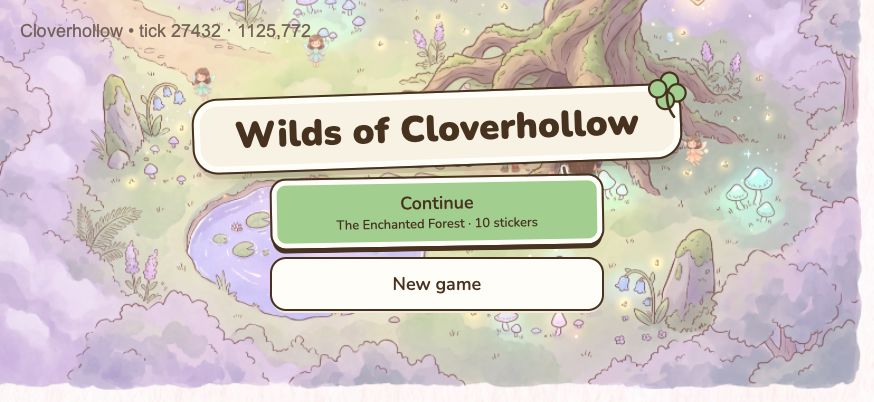 Cloverhollow • tick 27432 · 1125,772
Wilds of Cloverhollow
Continue
The Enchanted Forest · 10 stickers
New game